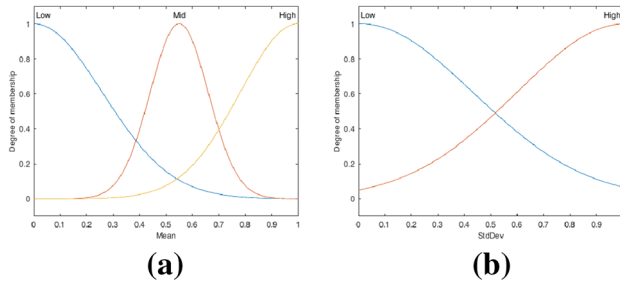 Low Mid High
1
0.8
0.6
0.4
0.2
0
Degree of membership
0 0.1 0.2 0.3 0.4 0.5 0.6 0.7 0.8 0.9 1
Mean
(a)
Low High
1
0.8
0.6
0.4
0.2
0
Degree of membership
0 0.1 0.2 0.3 0.4 0.5 0.6 0.7 0.8 0.9
StdDev
(b)